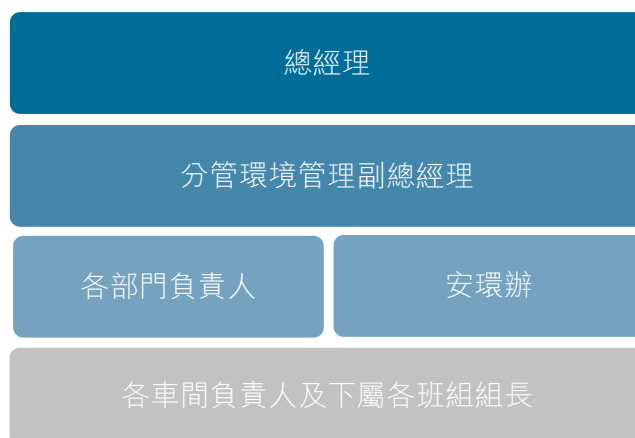 總經理
分管環境管理副總經理
各部門負責人
安環辦
各車間負責人及下屬各班組組長